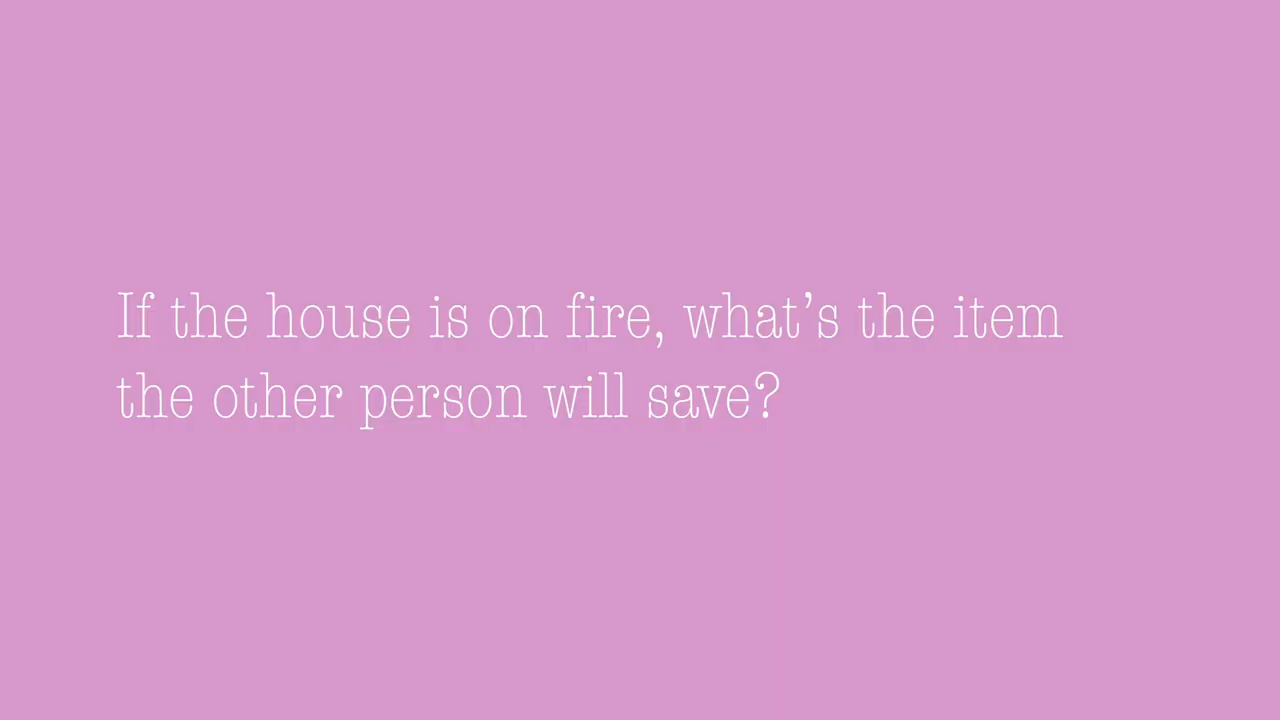 If the house is on fire, what’s the item
the other person will save?